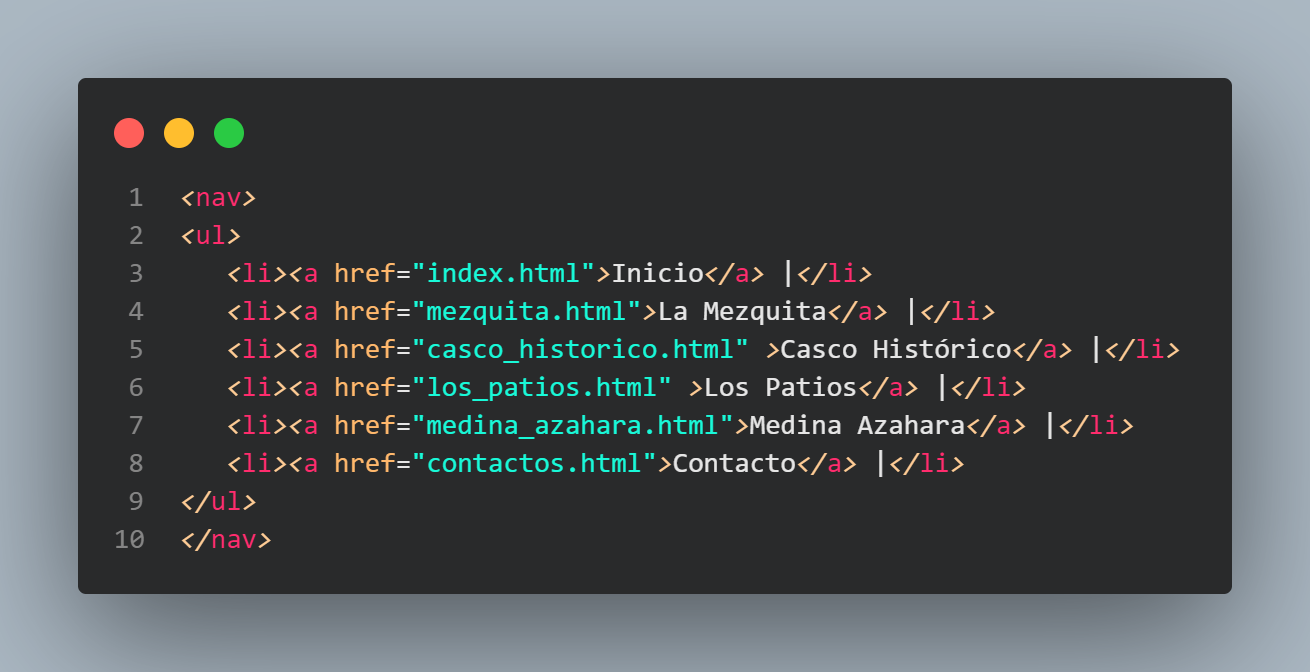 1 <nav>
2 <ul>
3    <li><a href="index.html">Inicio</a> |</li>
4    <li><a href="mezquita.html">La Mezquita</a> |</li>
5    <li><a href="casco_historico.html" >Casco Histórico</a> |</li>
6    <li><a href="los_patios.html" >Los Patios</a> |</li>
7    <li><a href="medina_azahara.html">Medina Azahara</a> |</li>
8    <li><a href="contactos.html">Contacto</a> |</li>
9 </ul>
10 </nav>